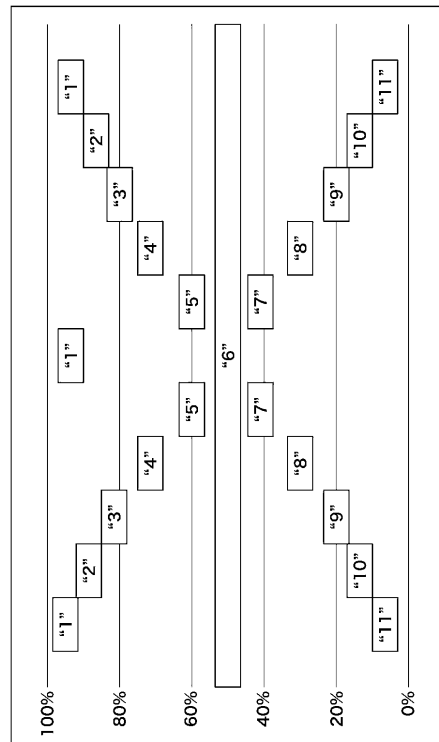 100%
“1” “1” “1”
“2” “2”
80% “3” “3”
“4” “4”
60% “5” “5”
“6”
40% “7” “7”
“8” “8”
20% “9” “9”
“10” “10”
“11” “11”
0%